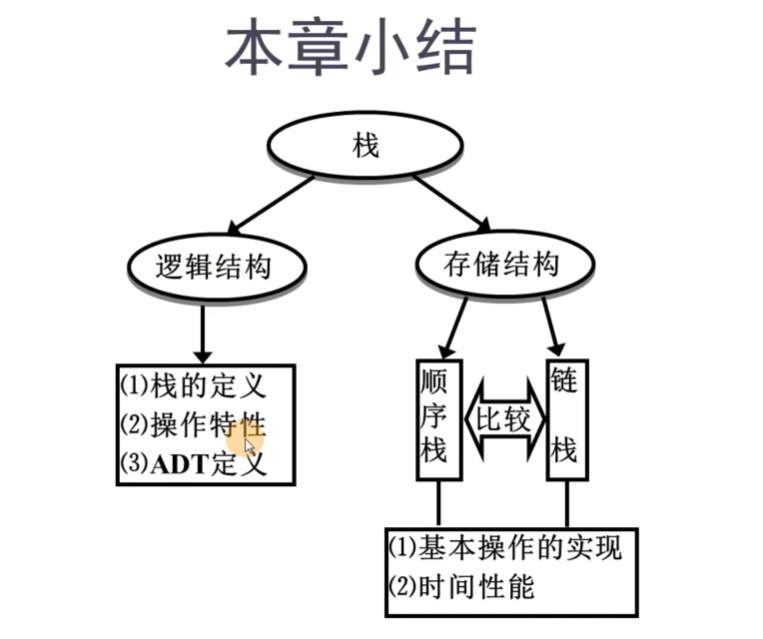 本章小结
栈
逻辑结构
存储结构
(1)栈的定义
(2)操作特性
(3)ADT定义
顺序栈
比较
链栈
(1)基本操作的实现
(2)时间性能